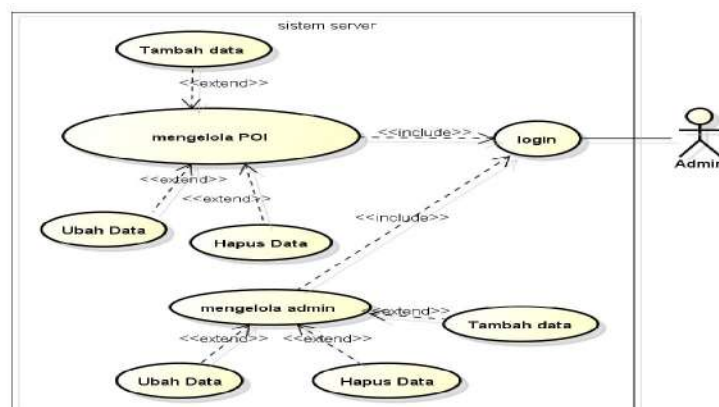 sistem server
Tambah data
<<extend>>
mengelola POI
<<include>>
login
Admin
<<extend>>
<<extend>>
Ubah Data
Hapus Data
<<include>>
mengelola admin
<<extend>>
Tambah data
<<extend>>
<<extend>>
Ubah Data
Hapus Data